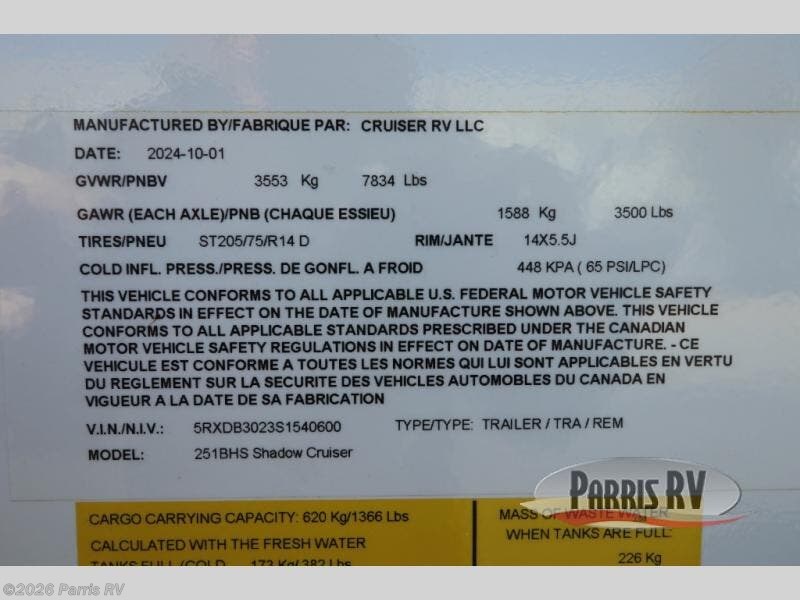 MANUFACTURED BY/FABRIQUE PAR: CRUISER RV LLC
DATE: 2024-10-01
GVWR/PNBV 3553 Kg 7834 Lbs
GAWR (EACH AXLE)/PNB (CHAQUE ESSIEU) 1588 Kg 3500 Lbs
TIRES/PNEU ST205/75/R14 D RIM/JANTE 14X5.5J
COLD INFL. PRESS./PRESS. DE GONFL. A FROID 448 KPA ( 65 PSI/LPC)
THIS VEHICLE CONFORMS TO ALL APPLICABLE U.S. FEDERAL MOTOR VEHICLE SAFETY
STANDARDS IN EFFECT ON THE DATE OF MANUFACTURE SHOWN ABOVE. THIS VEHICLE
CONFORMS TO ALL APPLICABLE STANDARDS PRESCRIBED UNDER THE CANADIAN
MOTOR VEHICLE SAFETY REGULATIONS IN EFFECT ON DATE OF MANUFACTURE. - CE
VEHICULE EST CONFORME A TOUTES LES NORMES QUI LUI SONT APPLICABLES EN VERTU
DU REGLEMENT SUR LA SECURITE DES VEHICLES AUTOMOBILES DU CANADA EN
VIGUEUR A LA DATE DE SA FABRICATION
V.I.N./N.I.V.: 5RXDB3023S1540600 TYPE/TYPE: TRAILER / TRA / REM
MODEL: 251BHS Shadow Cruiser
PARRIS RV
CARGO CARRYING CAPACITY: 620 Kg/1366 Lbs
CALCULATED WITH THE FRESH WATER
TANKS FULL/COLD 173 Kg/ 382 Lbs
MASS OF WASTE WATER
WHEN TANKS ARE FULL:
226 Kg
©2026 Parris RV